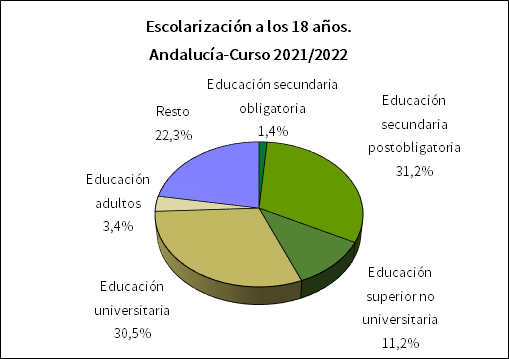 Escolarización a los 18 años.
Andalucía-Curso 2021/2022
Educación secundaria
obligatoria
1,4%
Educación
secundaria
postobligatoria
31,2%
Educación
superior no
universitaria
11,2%
Educación
universitaria
30,5%
Educación
adultos
3,4%
Resto
22,3%